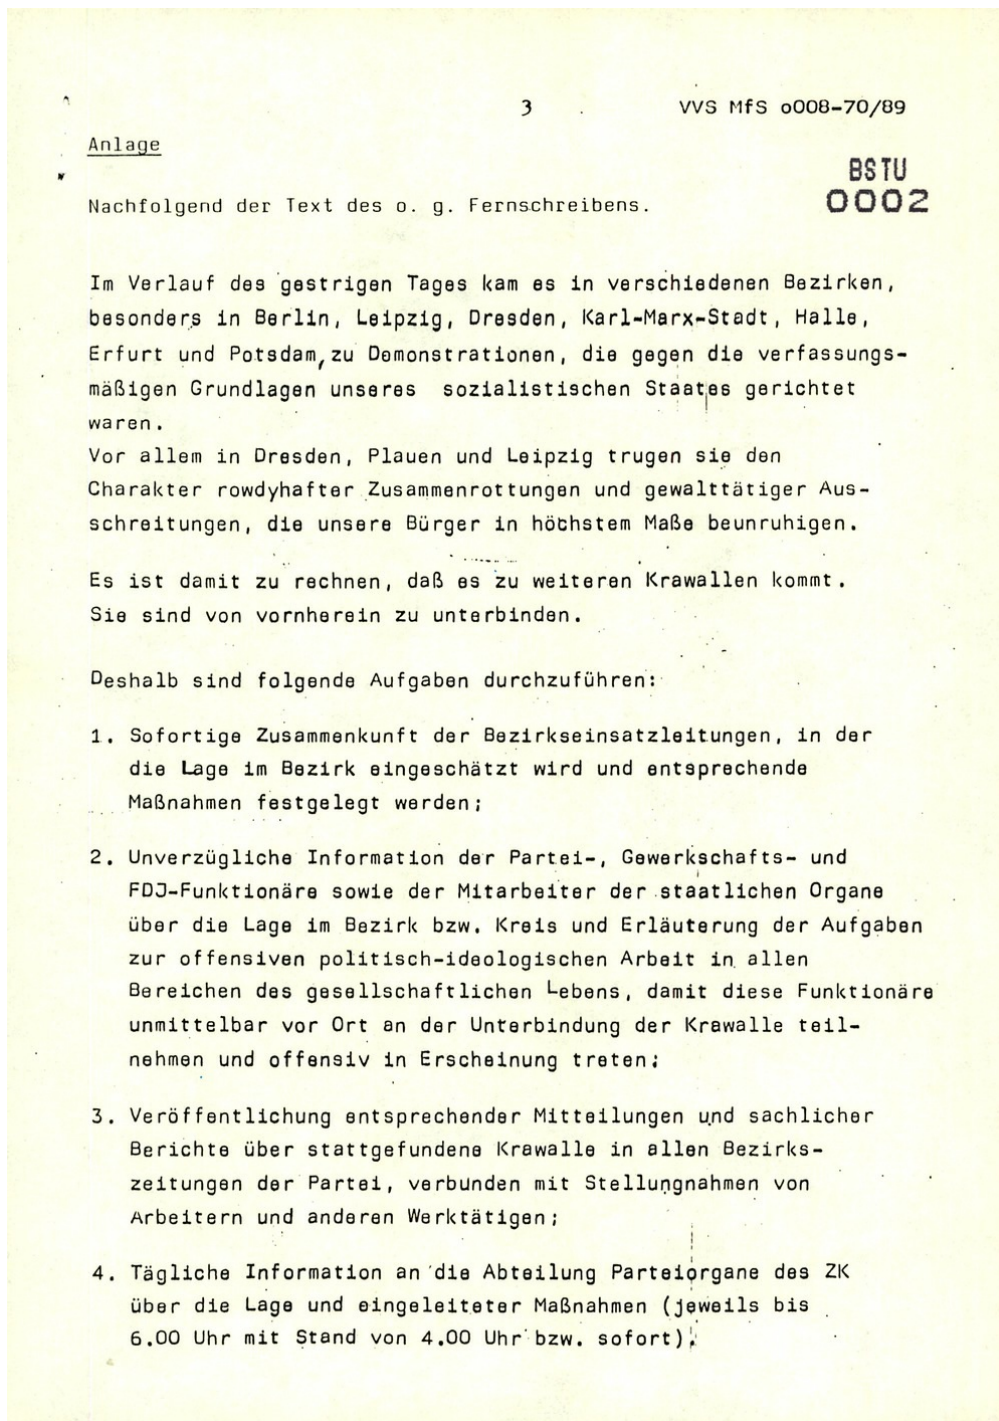 3 VVS MfS o008-70/89
Anlage
BSTU
0002
Nachfolgend der Text des o. g. Fernschreibens.
Im Verlauf des gestrigen Tages kam es in verschiedenen Bezirken,
besonders in Berlin, Leipzig, Dresden, Karl-Marx-Stadt, Halle,
Erfurt und Potsdam, zu Demonstrationen, die gegen die verfassungs-
mäßigen Grundlagen unseres sozialistischen Staates gerichtet
waren.
Vor allem in Dresden, Plauen und Leipzig trugen sie den
Charakter rowdyhafter Zusammenrottungen und gewalttätiger Aus-
schreitungen, die unsere Bürger in höchstem Maße beunruhigen.
Es ist damit zu rechnen, daß es zu weiteren Krawallen kommt.
Sie sind von vornherein zu unterbinden.
Deshalb sind folgende Aufgaben durchzuführen:
1. Sofortige Zusammenkunft der Bezirkseinsatzleitungen, in der
die Lage im Bezirk eingeschätzt wird und entsprechende
Maßnahmen festgelegt werden;
2. Unverzügliche Information der Partei-, Gewerkschafts- und
FDJ-Funktionäre sowie der Mitarbeiter der staatlichen Organe
über die Lage im Bezirk bzw. Kreis und Erläuterung der Aufgaben
zur offensiven politisch-ideologischen Arbeit in allen
Bereichen des gesellschaftlichen Lebens, damit diese Funktionäre
unmittelbar vor Ort an der Unterbindung der Krawalle teil-
nehmen und offensiv in Erscheinung treten;
3. Veröffentlichung entsprechender Mitteilungen und sachlicher
Berichte über stattgefundene Krawalle in allen Bezirks-
zeitungen der Partei, verbunden mit Stellungnahmen von
Arbeitern und anderen Werktätigen;
4. Tägliche Information an die Abteilung Parteiorgane des ZK
über die Lage und eingeleiteter Maßnahmen (jeweils bis
6.00 Uhr mit Stand von 4.00 Uhr bzw. sofort).